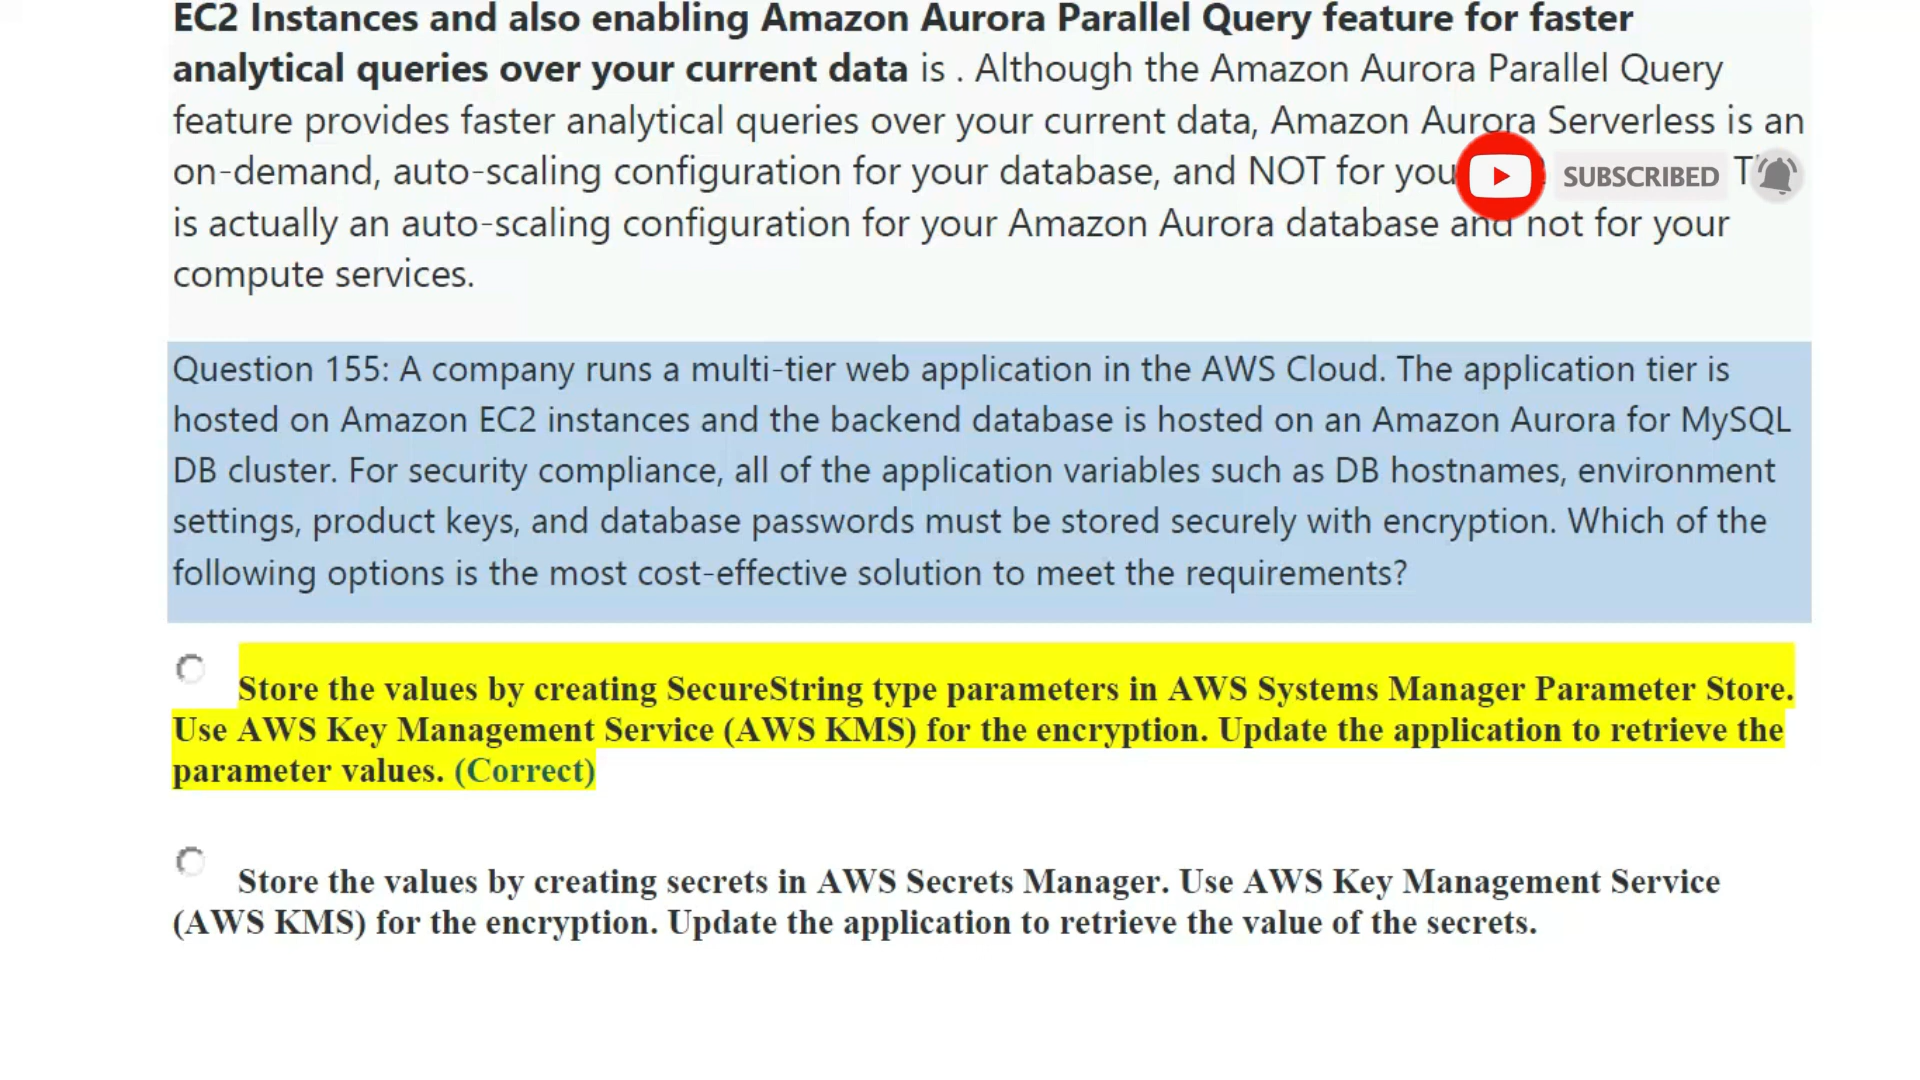 EC2 Instances and also enabling Amazon Aurora Parallel Query feature for faster
analytical queries over your current data is . Although the Amazon Aurora Parallel Query
feature provides faster analytical queries over your current data, Amazon Aurora Serverless is an
on-demand, auto-scaling configuration for your database, and NOT for
SUBSCRIBED
is actually an auto-scaling configuration for your Amazon Aurora database and not for your
compute services.
Question 155: A company runs a multi-tier web application in the AWS Cloud. The application tier is
hosted on Amazon EC2 instances and the backend database is hosted on an Amazon Aurora for MySQL
DB cluster. For security compliance, all of the application variables such as DB hostnames, environment
settings, product keys, and database passwords must be stored securely with encryption. Which of the
following options is the most cost-effective solution to meet the requirements?
Store the values by creating SecureString type parameters in AWS Systems Manager Parameter Store.
Use AWS Key Management Service (AWS KMS) for the encryption. Update the application to retrieve the
parameter values. (Correct)
Store the values by creating secrets in AWS Secrets Manager. Use AWS Key Management Service
(AWS KMS) for the encryption. Update the application to retrieve the value of the secrets.